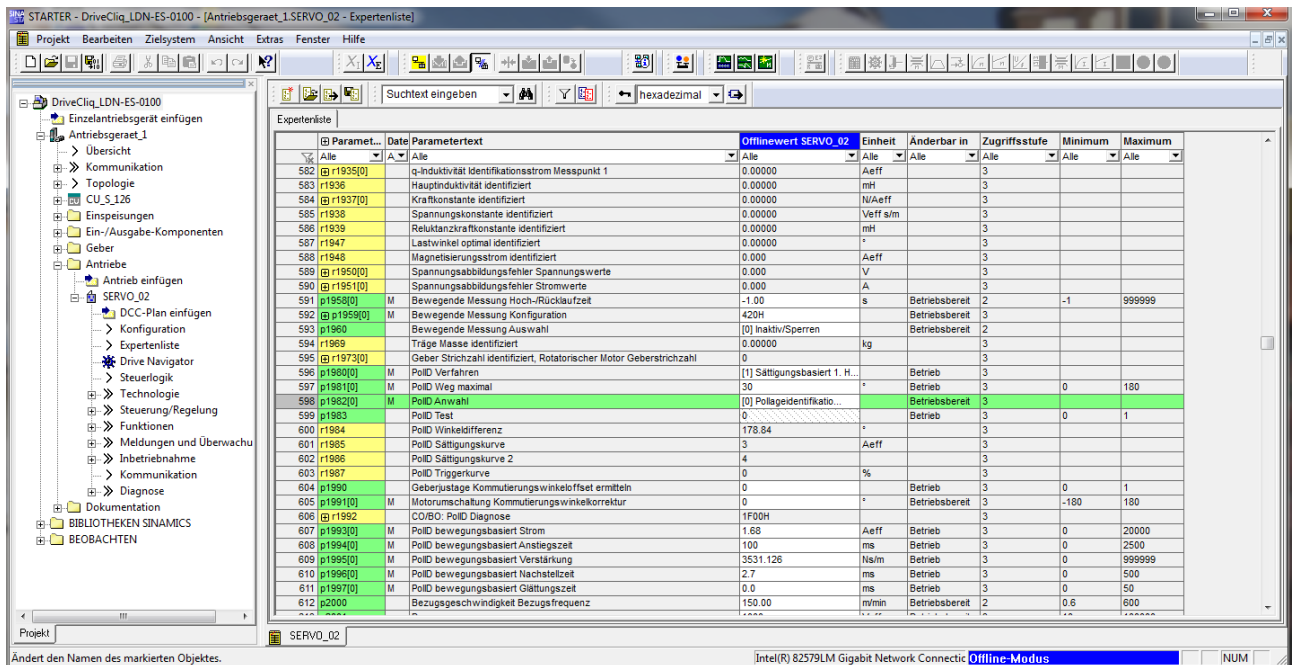 STARTER - DriveCliq_LDN-ES-0100 - [Antriebsgeraet_1.SERVO_02 - Expertenliste]
Projekt Bearbeiten Zielsystem Ansicht Extras Fenster Hilfe
Suchtext eingeben hexadezimal
DriveCliq_LDN-ES-0100
Einzelantriebsgerät einfügen
Antriebsgeraet_1
Übersicht
Kommunikation
Topologie
CU_S_126
Einspeisungen
Ein-/Ausgabe-Komponenten
Geber
Antriebe
Antrieb einfügen
SERVO_02
DCC-Plan einfügen
Konfiguration
Expertenliste
Drive Navigator
Steuerlogik
Technologie
Steuerung/Regelung
Funktionen
Meldungen und Überwachu
Inbetriebnahme
Kommunikation
Diagnose
Dokumentation
BIBLIOTHEKEN SINAMICS
BEOBACHTEN
Projekt
Expertenliste
Paramet... Date Parametertext Offlinewert SERVO_02 Einheit Änderbar in Zugriffsstufe Minimum Maximum
Alle A Alle Alle Alle Alle Alle Alle Alle
582 r1935[0] q-Induktivität Identifikationsstrom Messpunkt 1 0.00000 Aeff 3
583 r1936 Hauptinduktivität identifiziert 0.00000 mH 3
584 r1937[0] Kraftkonstante identifiziert 0.00000 N/Aeff 3
585 r1938 Spannungskonstante identifiziert 0.00000 Veff s/m 3
586 r1939 Reluktanzkraftkonstante identifiziert 0.00000 mH 3
587 r1947 Lastwinkel optimal identifiziert 0.00000 ° 3
588 r1948 Magnetisierungsstrom identifiziert 0.000 Aeff 3
589 r1950[0] Spannungsabbildungsfehler Spannungswerte 0.000 V 3
590 r1951[0] Spannungsabbildungsfehler Stromwerte 0.000 A 3
591 p1958[0] M Bewegende Messung Hoch-/Rücklaufzeit -1.00 s Betriebsbereit 2 -1 999999
592 p1959[0] M Bewegende Messung Konfiguration 420H Betriebsbereit 2
593 p1960 Bewegende Messung Auswahl [0] Inaktiv/Sperren Betriebsbereit 2
594 r1969 Träge Masse identifiziert 0.00000 kg 3
595 r1973[0] Geber Strichzahl identifiziert, Rotatorischer Motor Geberstrichzahl 0 3
596 p1980[0] M PolID Verfahren [1] Sättigungsbasiert 1. H... Betrieb 3
597 p1981[0] M PolID Weg maximal 30 ° Betrieb 3 0 180
598 p1982[0] M PolID Anwahl [0] Pollageidentifikatio... Betriebsbereit 3
599 p1983 PolID Test 0 Betrieb 3 0 1
600 r1984 PolID Winkeldifferenz 178.84 ° 3
601 r1985 PolID Sättigungskurve 3 Aeff 3
602 r1986 PolID Sättigungskurve 2 4 3
603 r1987 PolID Triggerkurve 0 % 3
604 p1990 Geberjustage Kommutierungswinkeloffset ermitteln 0 Betrieb 3 0 1
605 p1991[0] M Motorumschaltung Kommutierungswinkelkorrektur 0 ° Betriebsbereit 3 -180 180
606 r1992 CO/BO: PolID Diagnose 1F00H 3
607 p1993[0] M PolID bewegungsbasiert Strom 1.68 Aeff Betrieb 3 0 20000
608 p1994[0] M PolID bewegungsbasiert Anstiegszeit 100 ms Betrieb 3 0 2500
609 p1995[0] M PolID bewegungsbasiert Verstärkung 3531.126 Ns/m Betrieb 3 0 999999
610 p1996[0] M PolID bewegungsbasiert Nachstellzeit 2.7 ms Betrieb 3 0 500
611 p1997[0] M PolID bewegungsbasiert Glättungszeit 0.0 ms Betrieb 3 0 50
612 p2000 Bezugsgeschwindigkeit Bezugsfrequenz 150.00 m/min Betriebsbereit 2 0.6 600
SERVO_02
Ändert den Namen des markierten Objektes. Intel(R) 82579LM Gigabit Network Connectic Offline-Modus NUM